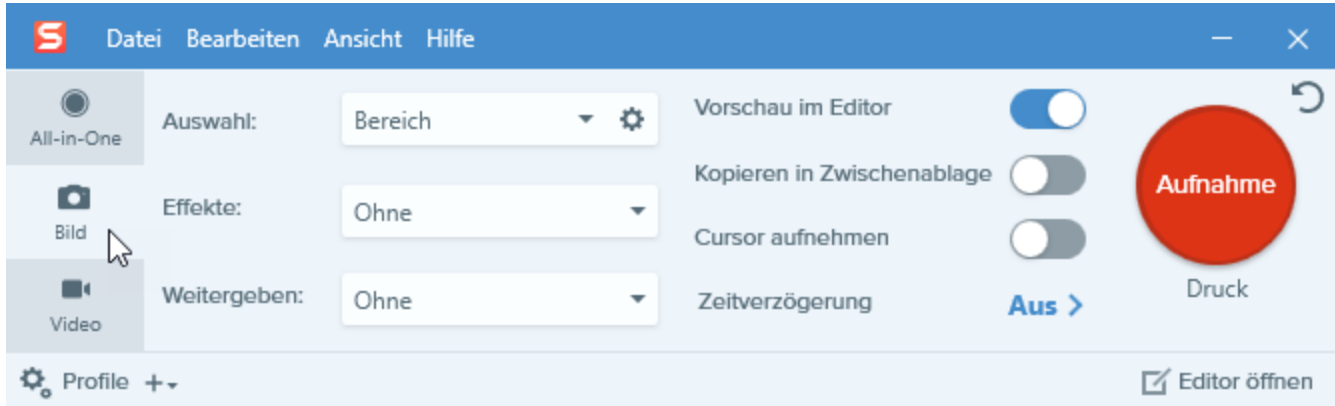 S
Datei Bearbeiten Ansicht Hilfe
All-in-One
Bild
Video
Auswahl: Bereich
Effekte: Ohne
Weitergeben: Ohne
Vorschau im Editor
Kopieren in Zwischenablage
Cursor aufnehmen
Zeitverzögerung Aus >
Aufnahme
Druck
Profile +
Editor öffnen